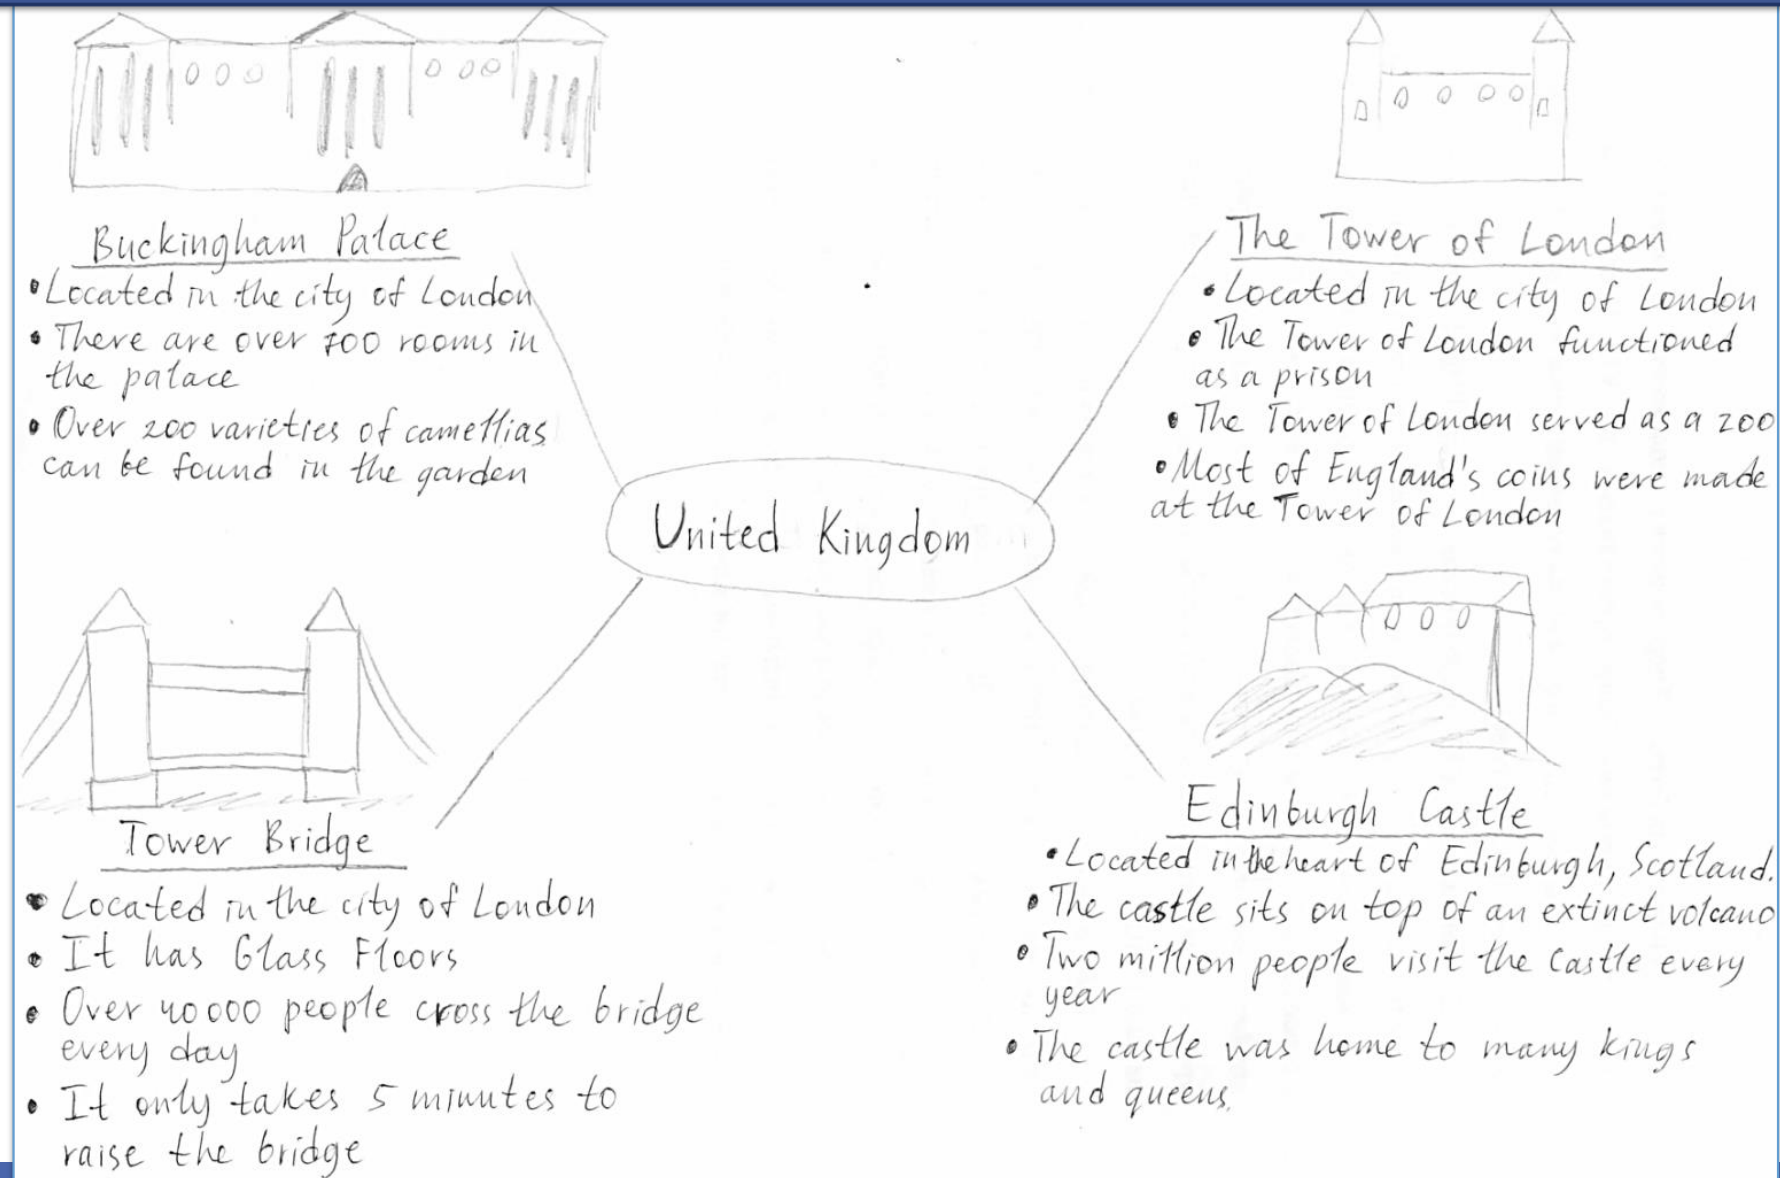 Buckingham Palace
• Located in the city of London
• There are over 700 rooms in
the palace
• Over 200 varieties of camellias
can be found in the garden
The Tower of London
• Located in the city of London
• The Tower of London functioned
as a prison
• The Tower of London served as a zoo
• Most of England's coins were made
at the Tower of London
United Kingdom
Tower Bridge
• Located in the city of London
• It has Glass Floors
• Over 40000 people cross the bridge
every day
• It only takes 5 minutes to
raise the bridge
Edinburgh Castle
• Located in the heart of Edinburgh, Scotland.
• The castle sits on top of an extinct volcano
• Two million people visit the Castle every
year
• The castle was home to many kings
and queens.